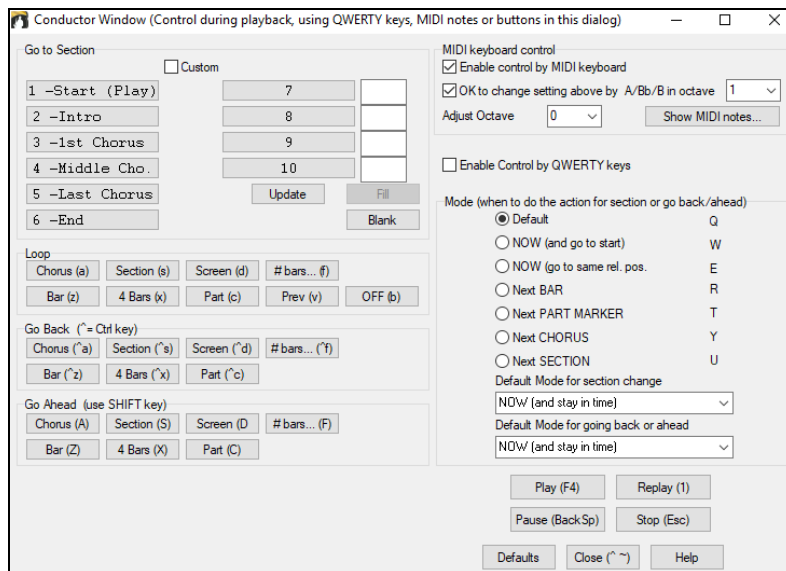 Conductor Window (Control during playback, using QWERTY keys, MIDI notes or buttons in this dialog)
Go to Section
Custom
1 -Start (Play) 7
2 -Intro 8
3 -1st Chorus 9
4 -Middle Cho. 10
5 -Last Chorus Update Fill
6 -End Blank
Loop
Chorus (a) Section (s) Screen (d) # bars... (f)
Bar (z) 4 Bars (x) Part (c) Prev (v) OFF (b)
Go Back (^= Ctrl key)
Chorus (^a) Section (^s) Screen (^d) # bars... (^f)
Bar (^z) 4 Bars (^x) Part (^c)
Go Ahead (use SHIFT key)
Chorus (A) Section (S) Screen (D # bars... (F)
Bar (Z) 4 Bars (X) Part (C)
MIDI keyboard control
Enable control by MIDI keyboard
OK to change setting above by A/Bb/B in octave 1
Adjust Octave 0 Show MIDI notes...
Enable Control by QWERTY keys
Mode (when to do the action for section or go back/ahead)
Default Q
NOW (and go to start) W
NOW (go to same rel. pos. E
Next BAR R
Next PART MARKER T
Next CHORUS Y
Next SECTION U
Default Mode for section change
NOW (and stay in time)
Default Mode for going back or ahead
NOW (and stay in time)
Play (F4) Replay (1)
Pause (BackSp) Stop (Esc)
Defaults Close (^ ~) Help